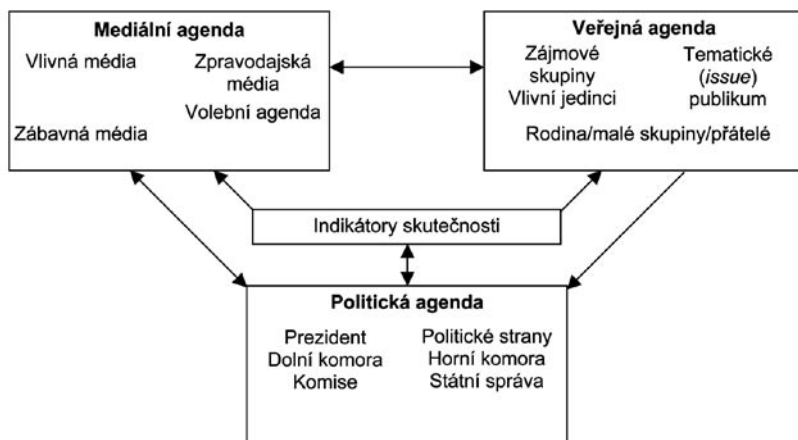 Mediální agenda
Vlivná média
Zpravodajská
média
Volební agenda
Zábavná média
Veřejná agenda
Zájmové
skupiny
Vlivní jedinci
Tematické
(issue)
publikum
Rodina/malé skupiny/přátelé
Indikátory skutečnosti
Politická agenda
Prezident
Dolní komora
Komise
Politické strany
Horní komora
Státní správa